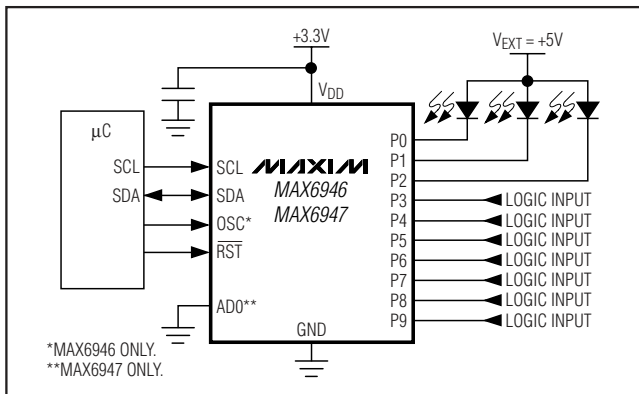 +3.3V
VEXT = +5V
VDD
μC
SCL
SDA
SCL
SDA
OSC*
RST
AD0**
MAXIM
MAX6946
MAX6947
GND
P0
P1
P2
P3
P4
P5
P6
P7
P8
P9
LOGIC INPUT
LOGIC INPUT
LOGIC INPUT
LOGIC INPUT
LOGIC INPUT
LOGIC INPUT
LOGIC INPUT
*MAX6946 ONLY.
**MAX6947 ONLY.